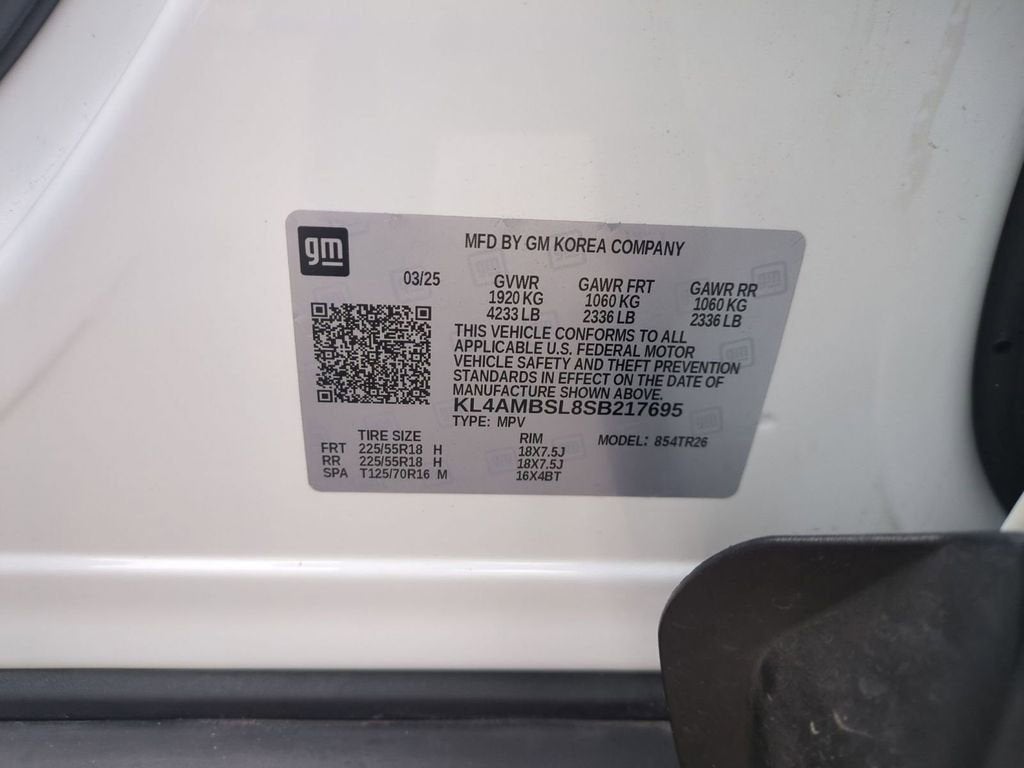 gm
MFD BY GM KOREA COMPANY
03/25 GVWR GAWR FRT GAWR RR
1920 KG 1060 KG 1060 KG
4233 LB 2336 LB 2336 LB
THIS VEHICLE CONFORMS TO ALL
APPLICABLE U.S. FEDERAL MOTOR
VEHICLE SAFETY AND THEFT PREVENTION
STANDARDS IN EFFECT ON THE DATE OF
MANUFACTURE SHOWN ABOVE.
KL4AMBSL8SB217695
TYPE: MPV
TIRE SIZE RIM MODEL: 854TR26
FRT 225/55R18 H 18X7.5J
RR 225/55R18 H 18X7.5J
SPA T125/70R16 M 16X4BT